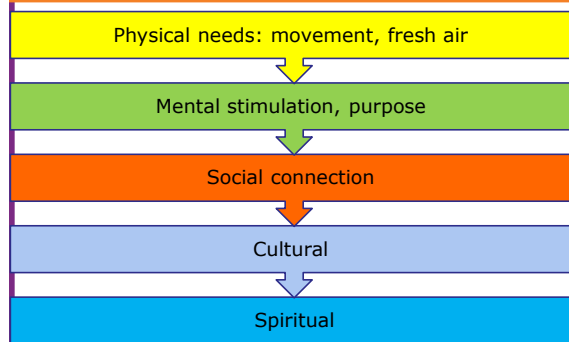 Physical needs: movement, fresh air
Mental stimulation, purpose
Social connection
Cultural
Spiritual